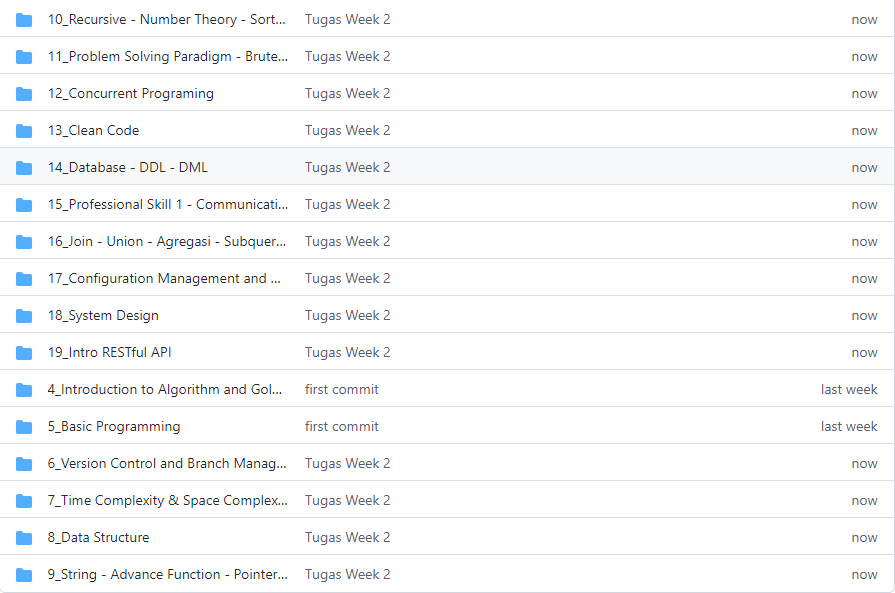 10_Recursive - Number Theory - Sort... Tugas Week 2 now
11_Problem Solving Paradigm - Brute... Tugas Week 2 now
12_Concurrent Programing Tugas Week 2 now
13_Clean Code Tugas Week 2 now
14_Database - DDL - DML Tugas Week 2 now
15_Professional Skill 1 - Communicati... Tugas Week 2 now
16_Join - Union - Agregasi - Subquer... Tugas Week 2 now
17_Configuration Management and ... Tugas Week 2 now
18_System Design Tugas Week 2 now
19_Intro RESTful API Tugas Week 2 now
4_Introduction to Algorithm and Gol... first commit last week
5_Basic Programming first commit last week
6_Version Control and Branch Manag... Tugas Week 2 now
7_Time Complexity & Space Complex... Tugas Week 2 now
8_Data Structure Tugas Week 2 now
9_String - Advance Function - Pointer... Tugas Week 2 now